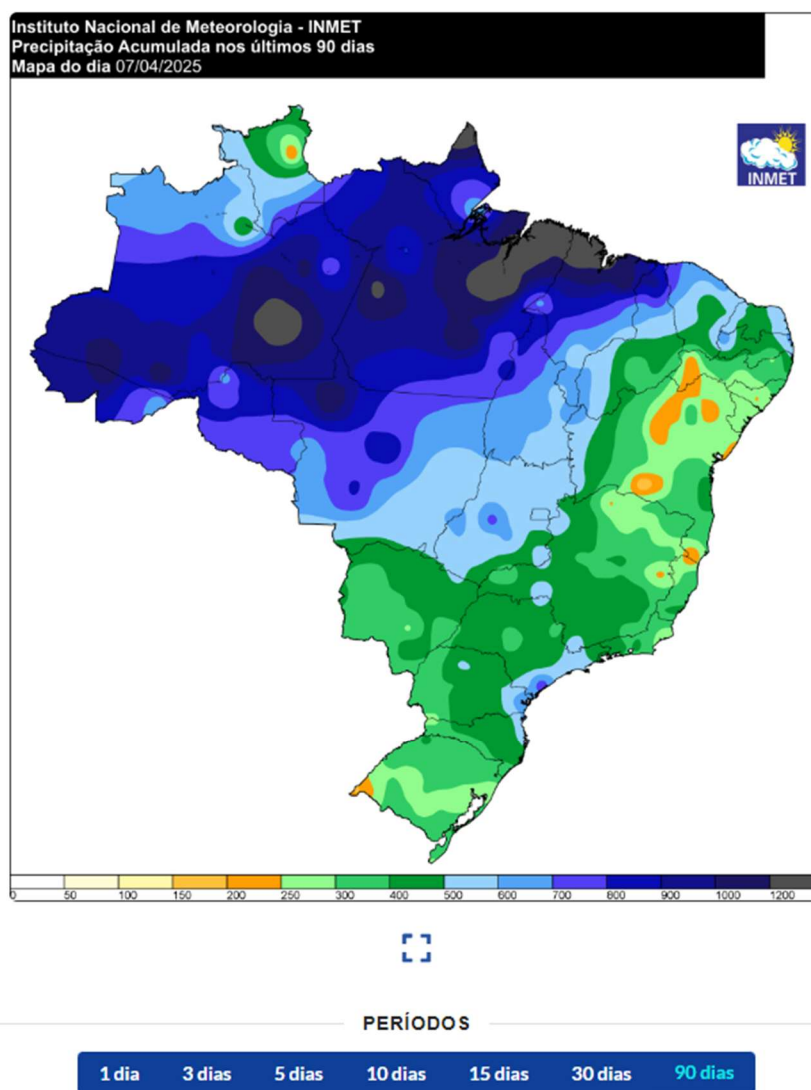 Instituto Nacional de Meteorologia - INMET
Precipitação Acumulada nos últimos 90 dias
Mapa do dia 07/04/2025
INMET
0 50 100 150 200 250 300 400 500 600 700 800 900 1000 1200
PERÍODOS
1 dia 3 dias 5 dias 10 dias 15 dias 30 dias 90 dias